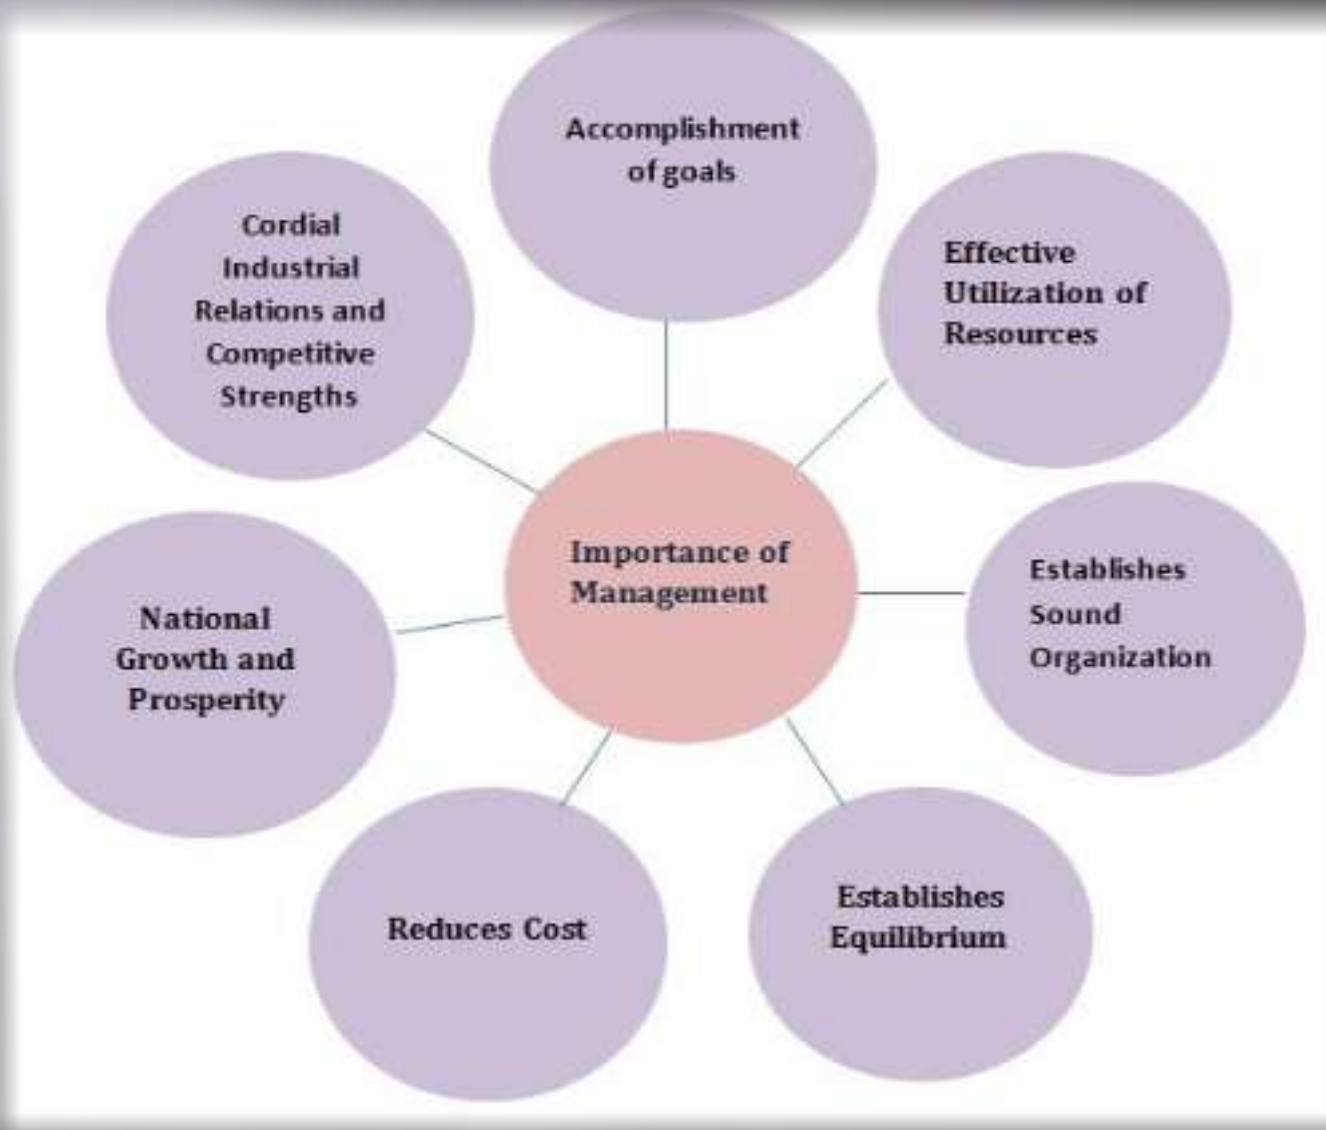 Accomplishment
of goals
Effective
Utilization of
Resources
Establishes
Sound
Organization
Establishes
Equilibrium
Reduces Cost
National
Growth and
Prosperity
Cordial
Industrial
Relations and
Competitive
Strengths
Importance of
Management